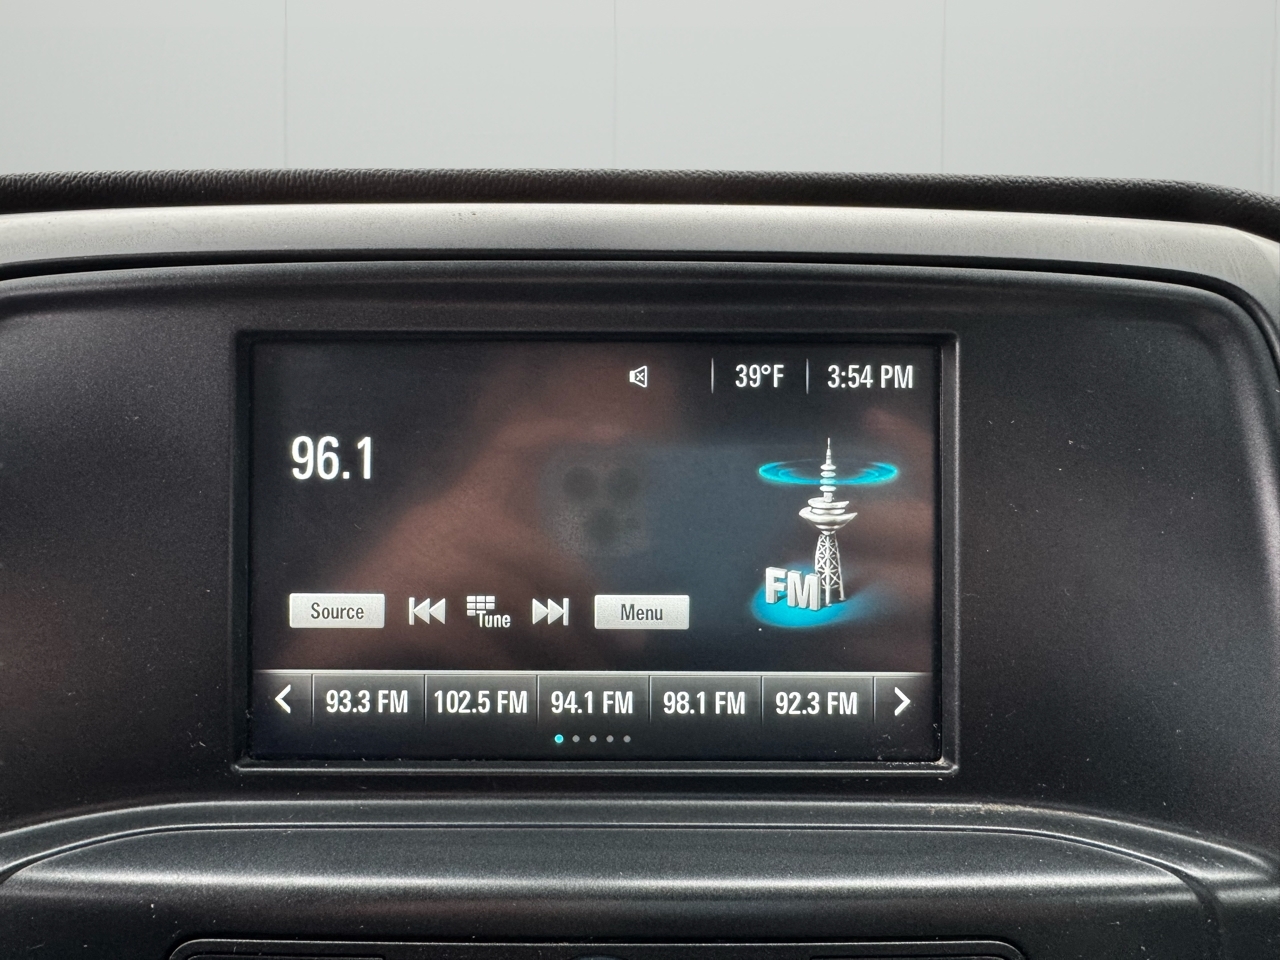 39°F 3:54 PM
96.1
FM
Source Tune Menu
93.3 FM 102.5 FM 94.1 FM 98.1 FM 92.3 FM